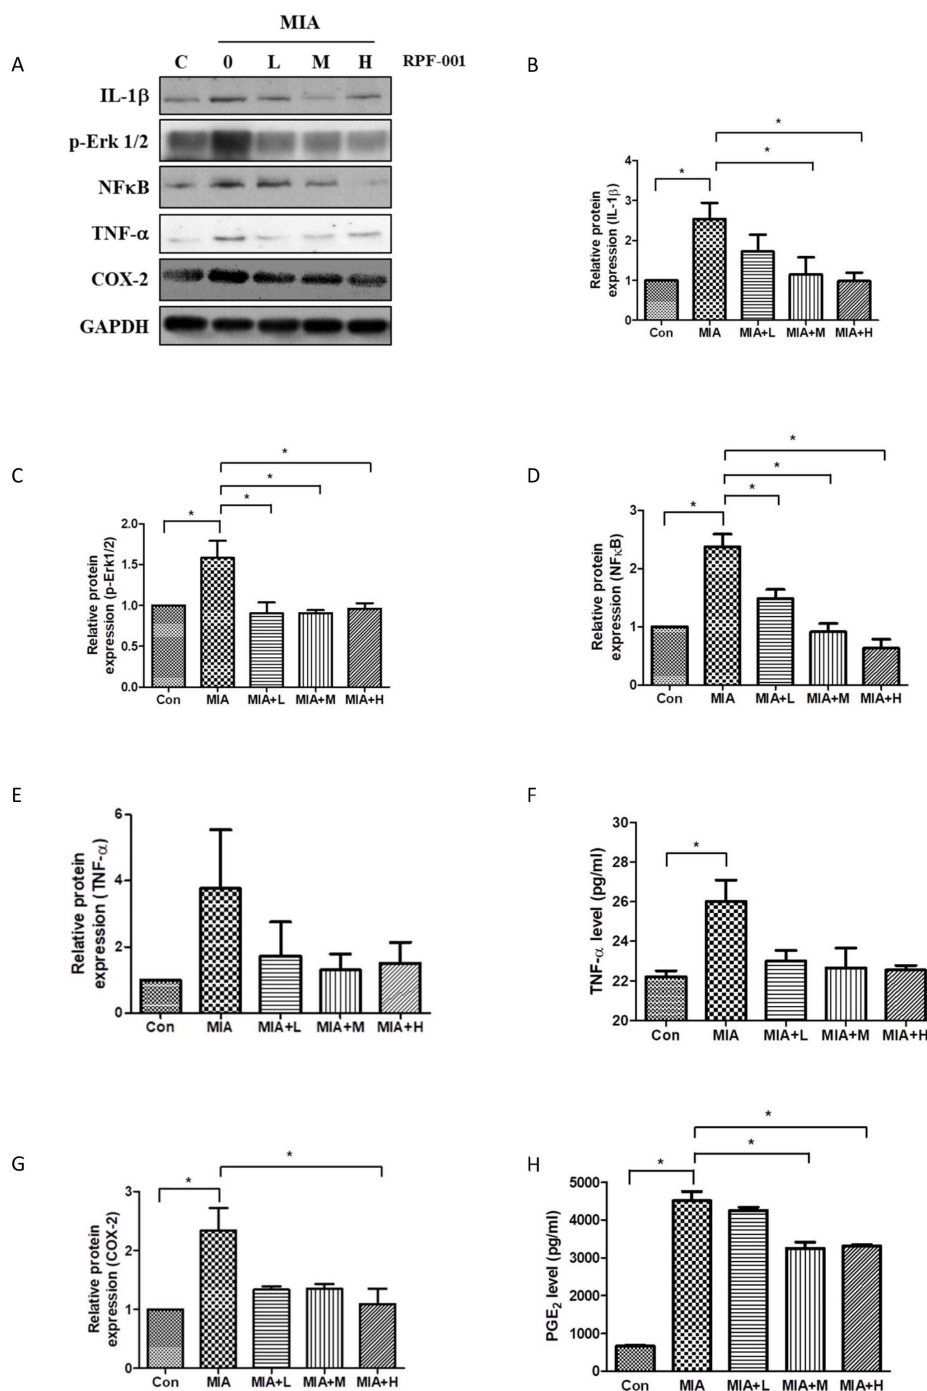 MIA
A
C 0 L M H RPF-001
IL-1β
p-Erk 1/2
NFκB
TNF-α
COX-2
GAPDH
B
Relative protein
expression (IL-1β)
4
3
2
1
0
*
*
*
Con MIA MIA+L MIA+M MIA+H
C
Relative protein
expression (p-Erk1/2)
2.0
1.5
1.0
0.5
0.0
*
*
*
*
Con MIA MIA+L MIA+M MIA+H
D
Relative protein
expression (NFκB)
3
2
1
0
*
*
*
*
Con MIA MIA+L MIA+M MIA+H
E
Relative protein
expression (TNF-α)
6
4
2
0
Con MIA MIA+L MIA+M MIA+H
F
TNF-α level (pg/ml)
30
28
26
24
22
20
*
Con MIA MIA+L MIA+M MIA+H
G
Relative protein
expression (COX-2)
3
2
1
0
*
*
Con MIA MIA+L MIA+M MIA+H
H
PGE2 level (pg/ml)
5000
4000
3000
2000
1000
0
*
*
*
Con MIA MIA+L MIA+M MIA+H